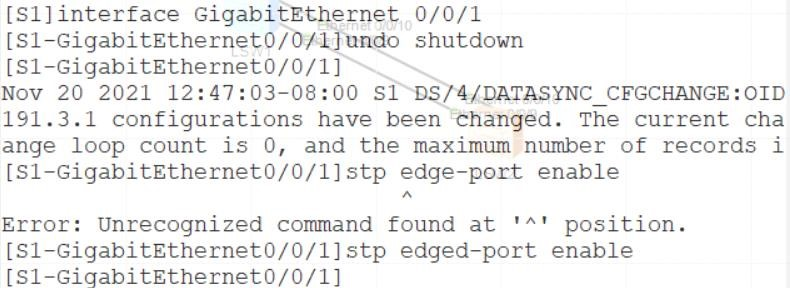 [S1]interface GigabitEthernet 0/0/1
[S1-GigabitEthernet0/0/1]undo shutdown
[S1-GigabitEthernet0/0/1]
Nov 20 2021 12:47:03-08:00 S1 DS/4/DATASYNC_CFGCHANGE:OID
191.3.1 configurations have been changed. The current cha
ange loop count is 0, and the maximum number of records i
[S1-GigabitEthernet0/0/1]stp edge-port enable
^
Error: Unrecognized command found at '^' position.
[S1-GigabitEthernet0/0/1]stp edged-port enable
[S1-GigabitEthernet0/0/1]